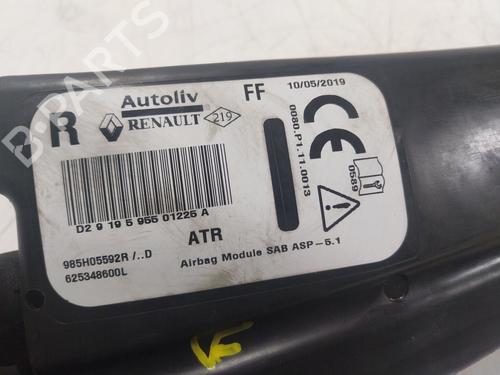 R
Autoliv
RENAULT
219
FF
10/05/2019
0080.P1.11.0013
CE
0589
D2 9 19 5 955 01225 A
ATR
985H05592R /..D
625348600L
Airbag Module SAB ASP-5.1
B-PARTS